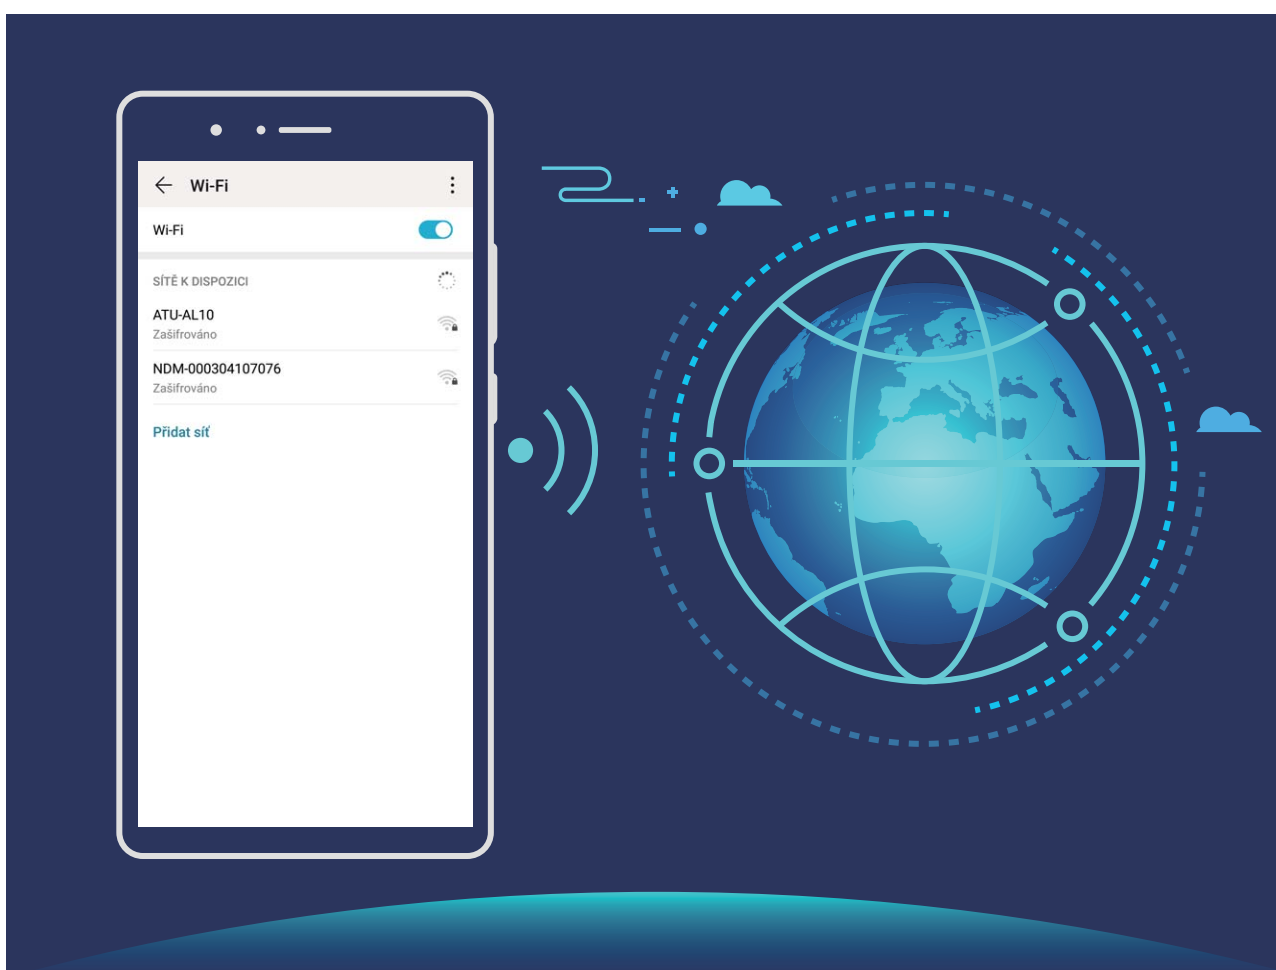 Wi-Fi
Wi-Fi
SÍTĚ K DISPOZICI
ATU-AL10
Zašifrováno
NDM-000304107076
Zašifrováno
Přidat síť